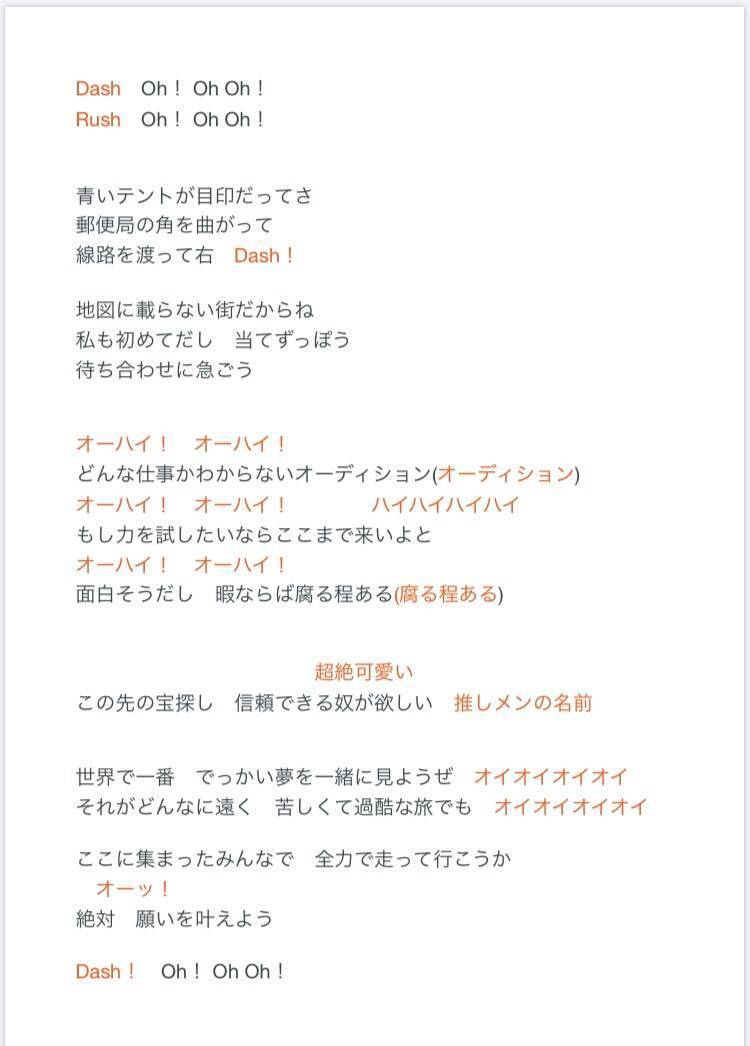 Dash　Oh！ Oh Oh！
Rush　Oh！ Oh Oh！
青いテントが目印だってさ
郵便局の角を曲がって
線路を渡って右　Dash！
地図に載らない街だからね
私も初めてだし　当てずっぽう
待ち合わせに急ごう
オーハイ！　オーハイ！
どんな仕事かわからないオーディション(オーディション)
オーハイ！　オーハイ！　　　　ハイハイハイハイ
もし力を試したいならここまで来いよと
オーハイ！　オーハイ！
面白そうだし　暇ならば腐る程ある(腐る程ある)
超絶可愛い
この先の宝探し　信頼できる奴が欲しい　推しメンの名前
世界で一番　でっかい夢を一緒に見ようぜ　オイオイオイオイ
それがどんなに遠く　苦しくて過酷な旅でも　オイオイオイオイ
ここに集まったみんなで　全力で走って行こうか
オーッ！
絶対　願いを叶えよう
Dash！　Oh！ Oh Oh！